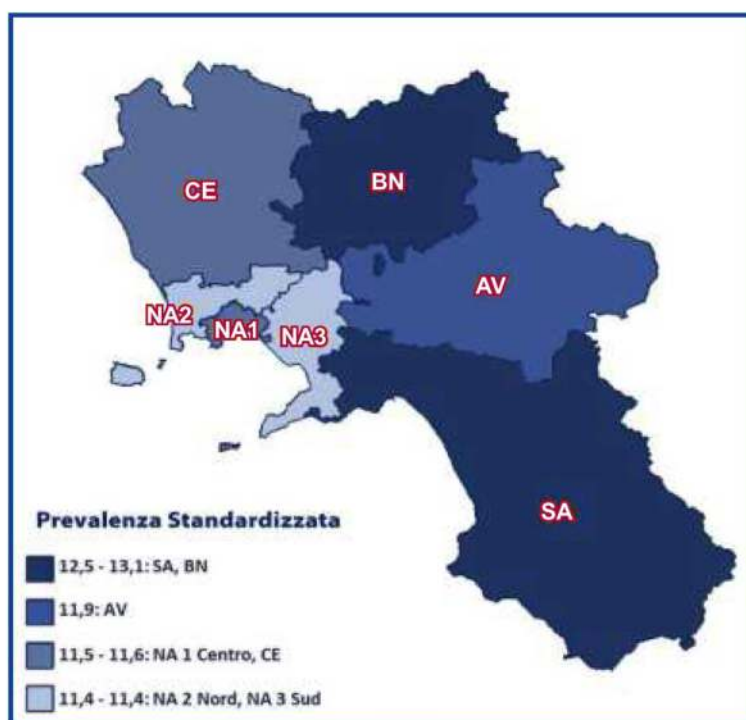 CE
BN
AV
NA2
NA1
NA3
SA
Prevalenza Standardizzata
12,5 - 13,1: SA, BN
11,9: AV
11,5 - 11,6: NA 1 Centro, CE
11,4 - 11,4: NA 2 Nord, NA 3 Sud